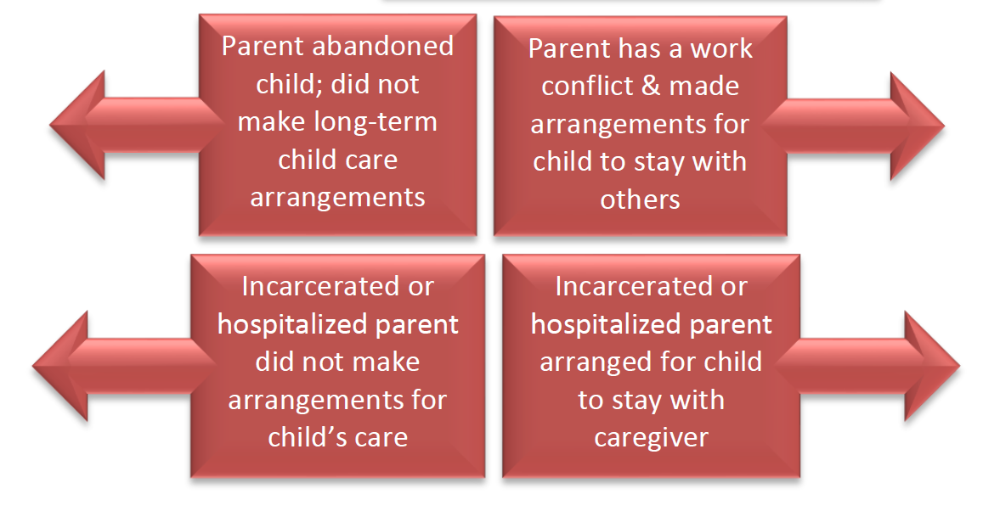 Parent abandoned
child; did not
make long-term
child care
arrangements
Parent has a work
conflict & made
arrangements for
child to stay with
others
Incarcerated or
hospitalized parent
did not make
arrangements for
child’s care
Incarcerated or
hospitalized parent
arranged for child
to stay with
caregiver